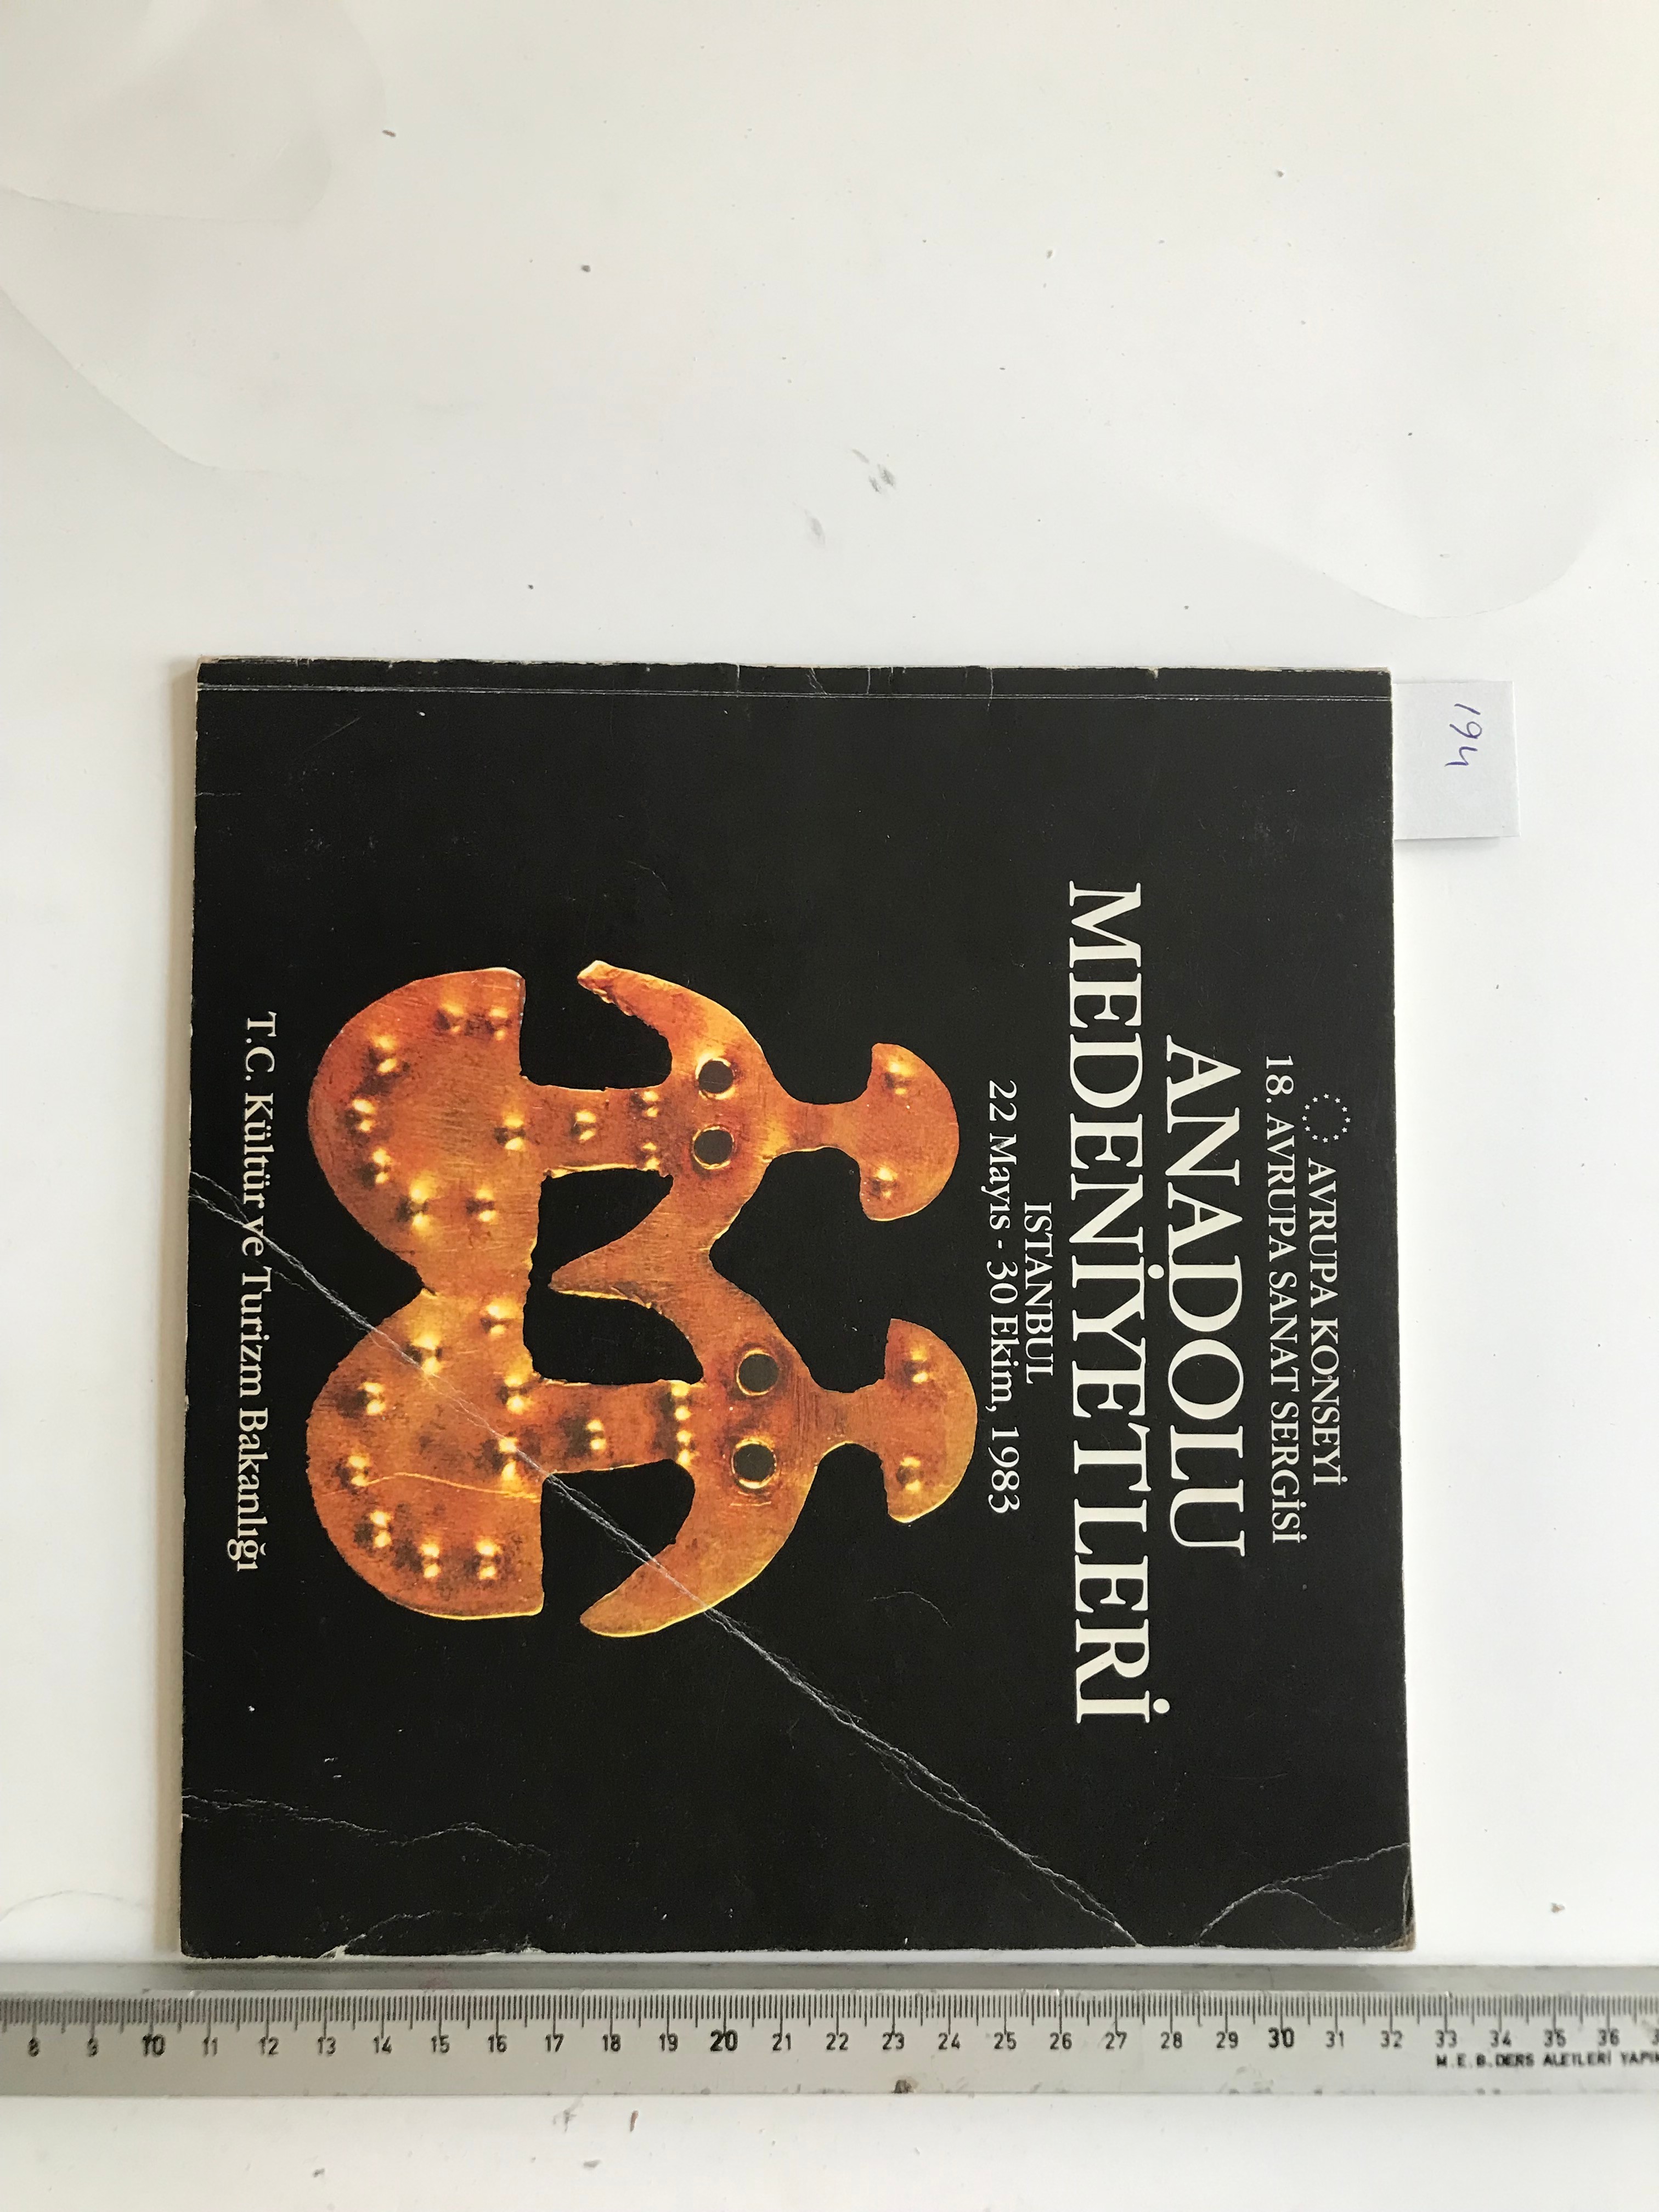 194
AVRUPA KONSEYİ
18. AVRUPA SANAT SERGİSİ
ANADOLU
MEDENİYETLERİ
ISTANBUL
22 Mayıs - 30 Ekim, 1983
T.C. Kültür ve Turizm Bakanlığı
8 9 10 11 12 13 14 15 16 17 18 19 20 21 22 23 24 25 26 27 28 29 30 31 32 33 34 35 36
M.E.B. DERS ALETLERİ